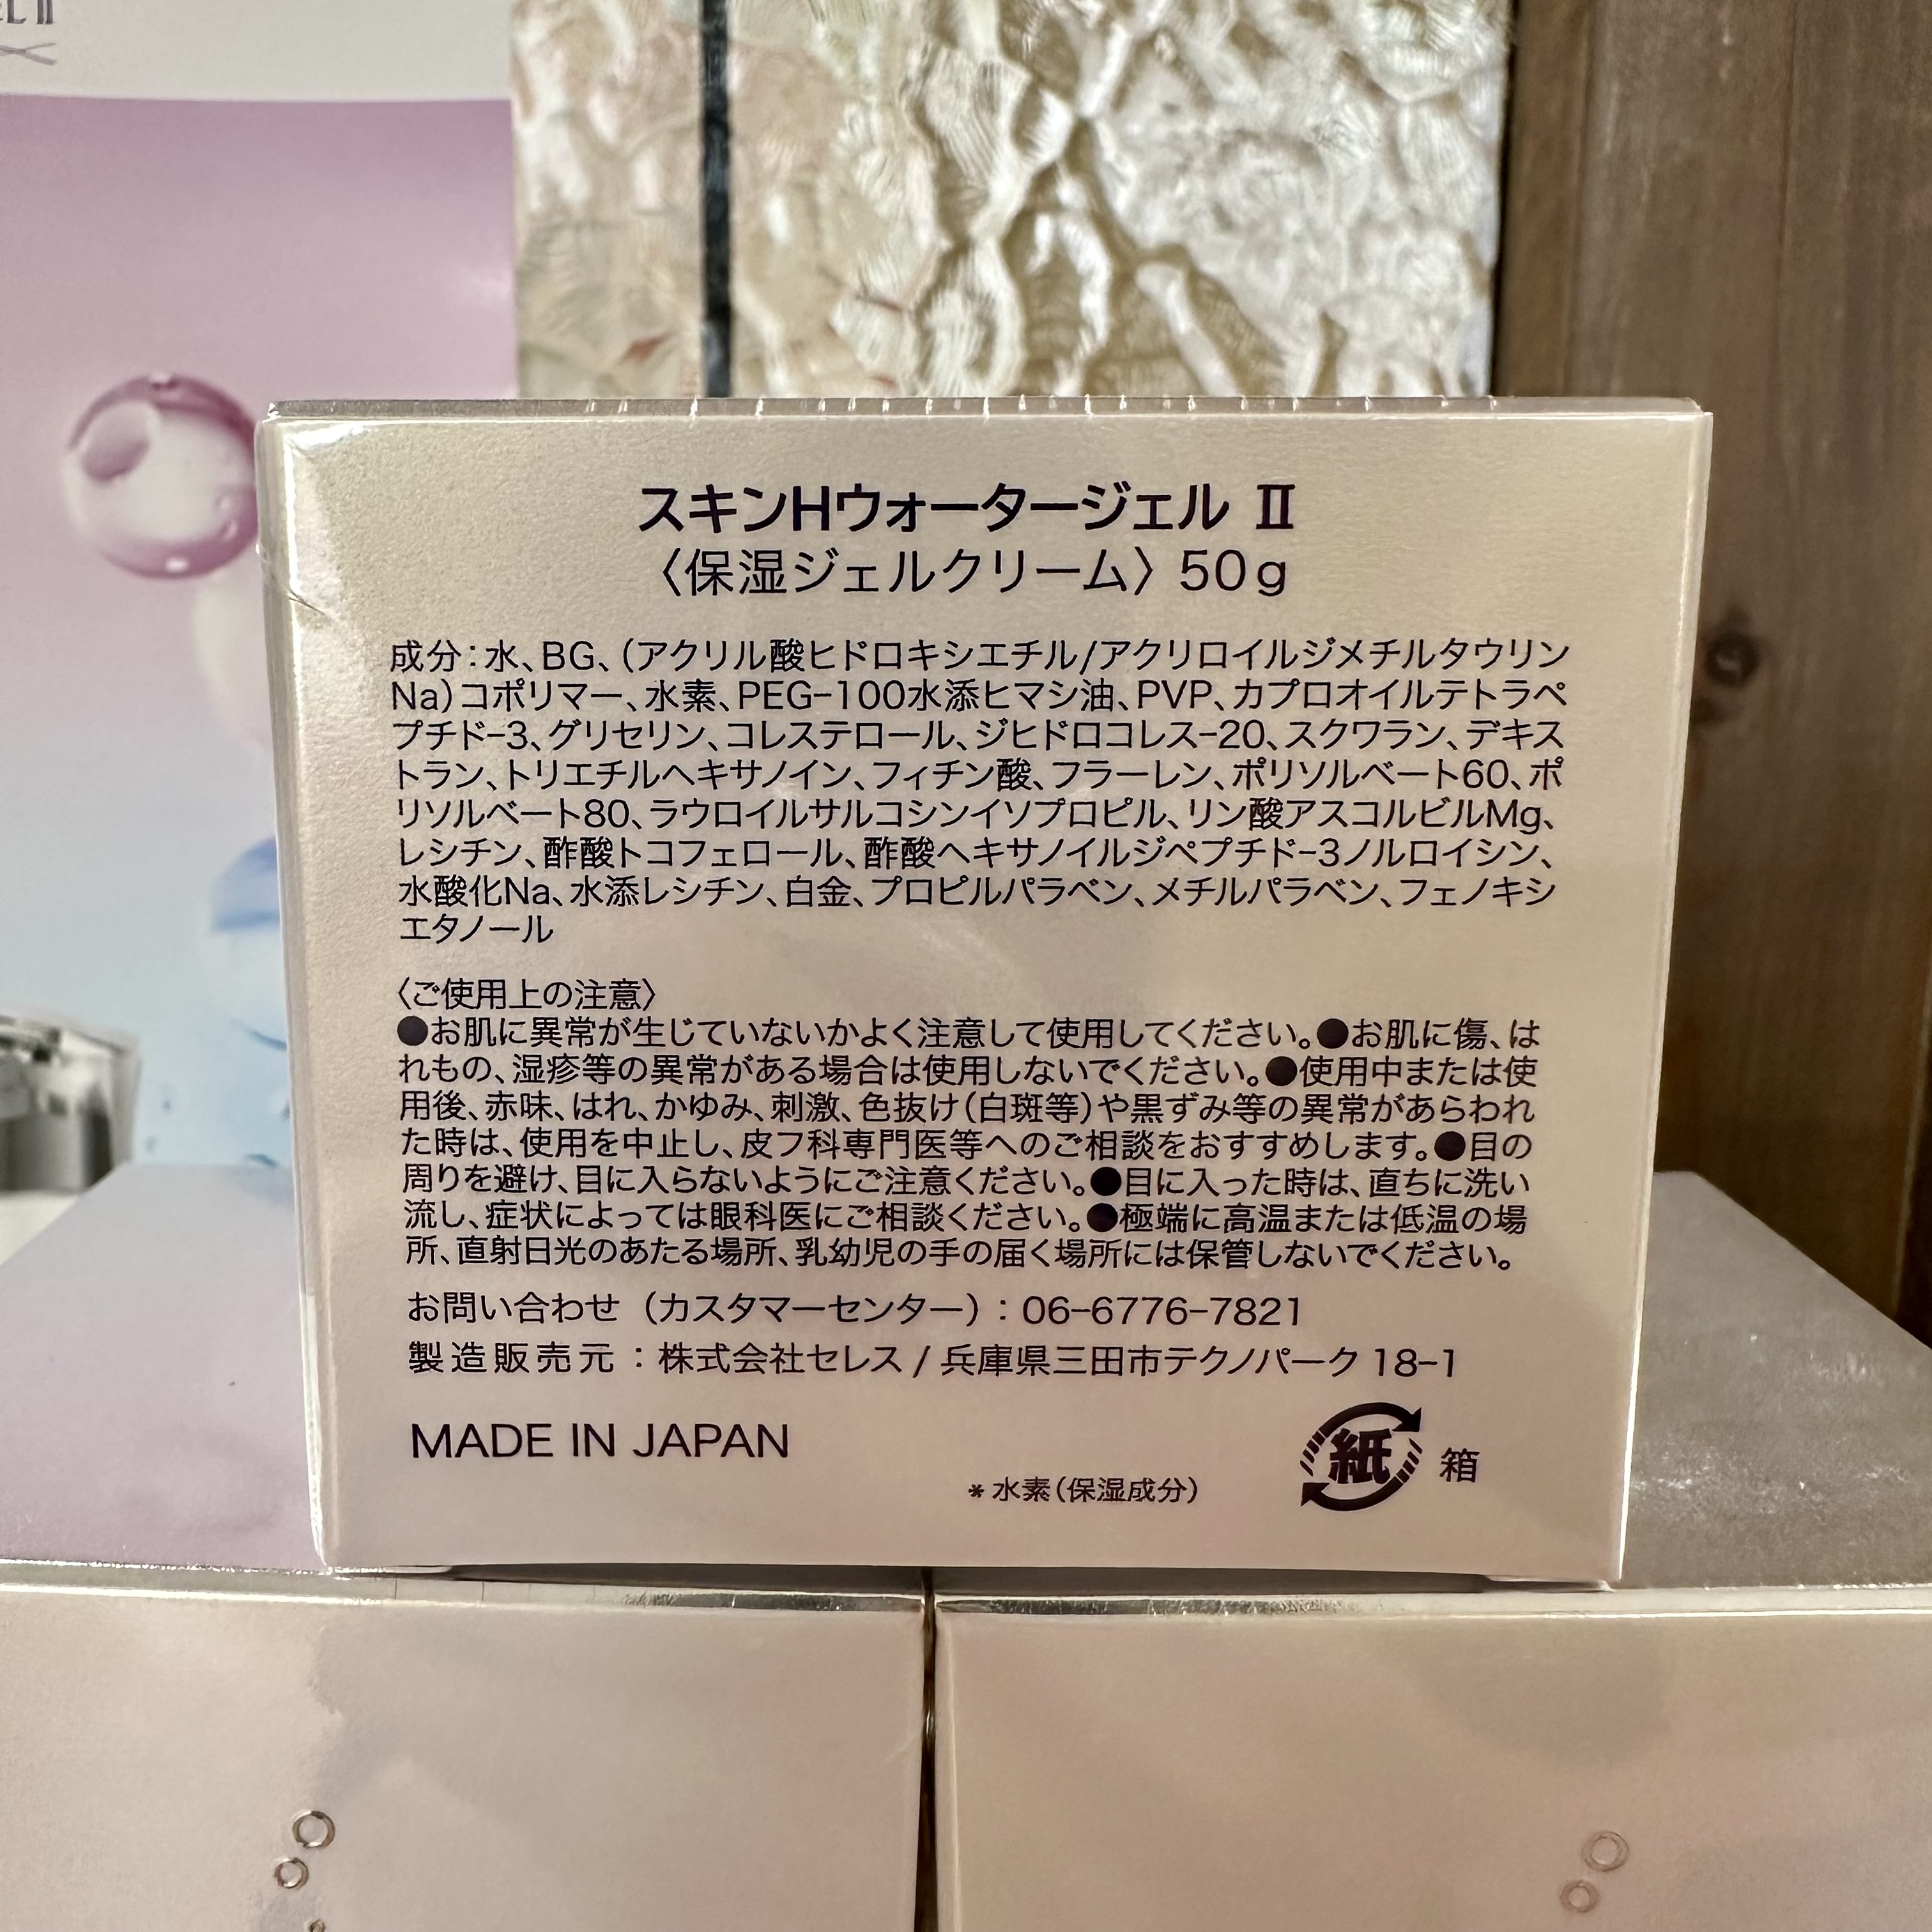 スキンHウォータージェル Ⅱ
〈保湿ジェルクリーム〉50g
成分：水、BG、（アクリル酸ヒドロキシエチル/アクリロイルジメチルタウリン
Na）コポリマー、水素、PEG-100水添ヒマシ油、PVP、カプロオイルテトラペ
プチド-3、グリセリン、コレステロール、ジヒドロコレス-20、スクワラン、デキス
トラン、トリエチルヘキサノイン、フィチン酸、フラーレン、ポリソルベート60、ポ
リソルベート80、ラウロイルサルコシンイソプロピル、リン酸アスコルビルMg、
レシチン、酢酸トコフェロール、酢酸ヘキサノイルジペプチド-3ノルロイシン、
水酸化Na、水添レシチン、白金、プロピルパラベン、メチルパラベン、フェノキシ
エタノール
〈ご使用上の注意〉
●お肌に異常が生じていないかよく注意して使用してください。●お肌に傷、は
れもの、湿疹等の異常がある場合は使用しないでください。●使用中または使
用後、赤味、はれ、かゆみ、刺激、色抜け（白斑等）や黒ずみ等の異常があらわれ
た時は、使用を中止し、皮フ科専門医等へのご相談をおすすめします。●目の
周りを避け、目に入らないようにご注意ください。●目に入った時は、直ちに洗い
流し、症状によっては眼科医にご相談ください。●極端に高温または低温の場
所、直射日光のあたる場所、乳幼児の手の届く場所には保管しないでください。
お問い合わせ（カスタマーセンター）：06-6776-7821
製造販売元：株式会社セレス / 兵庫県三田市テクノパーク 18-1
MADE IN JAPAN
紙 箱
＊水素（保湿成分）